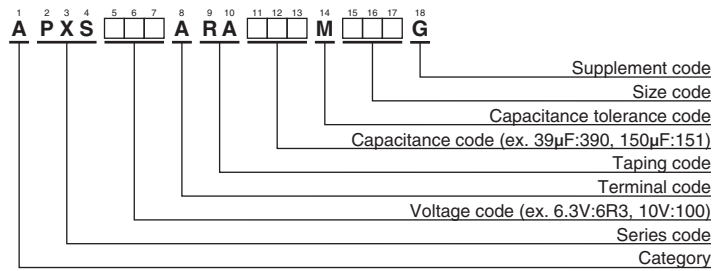 1 2 3 4 5 6 7 8 9 10 11 12 13 14 15 16 17 18
A P X S A R A M G
Supplement code
Size code
Capacitance tolerance code
Capacitance code (ex. 39µF:390, 150µF:151)
Taping code
Terminal code
Voltage code (ex. 6.3V:6R3, 10V:100)
Series code
Category